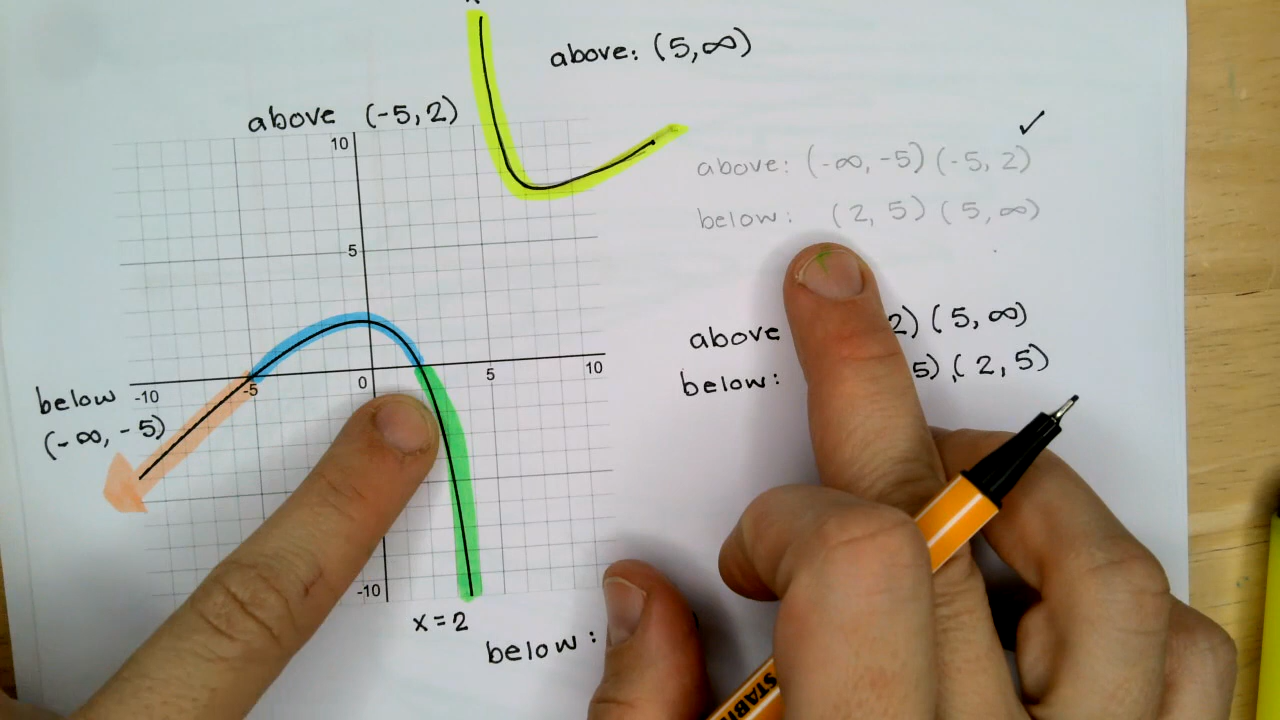 above: (5,∞)
above (-5,2)
10
above: (-∞,-5) (-5, 2)
below: (2, 5) (5,∞)
5
above 2) (5,∞)
below: 5), (2,5)
below
(-∞,-5)
-10
-5
0
5
10
-10
x=2
below:
STABI